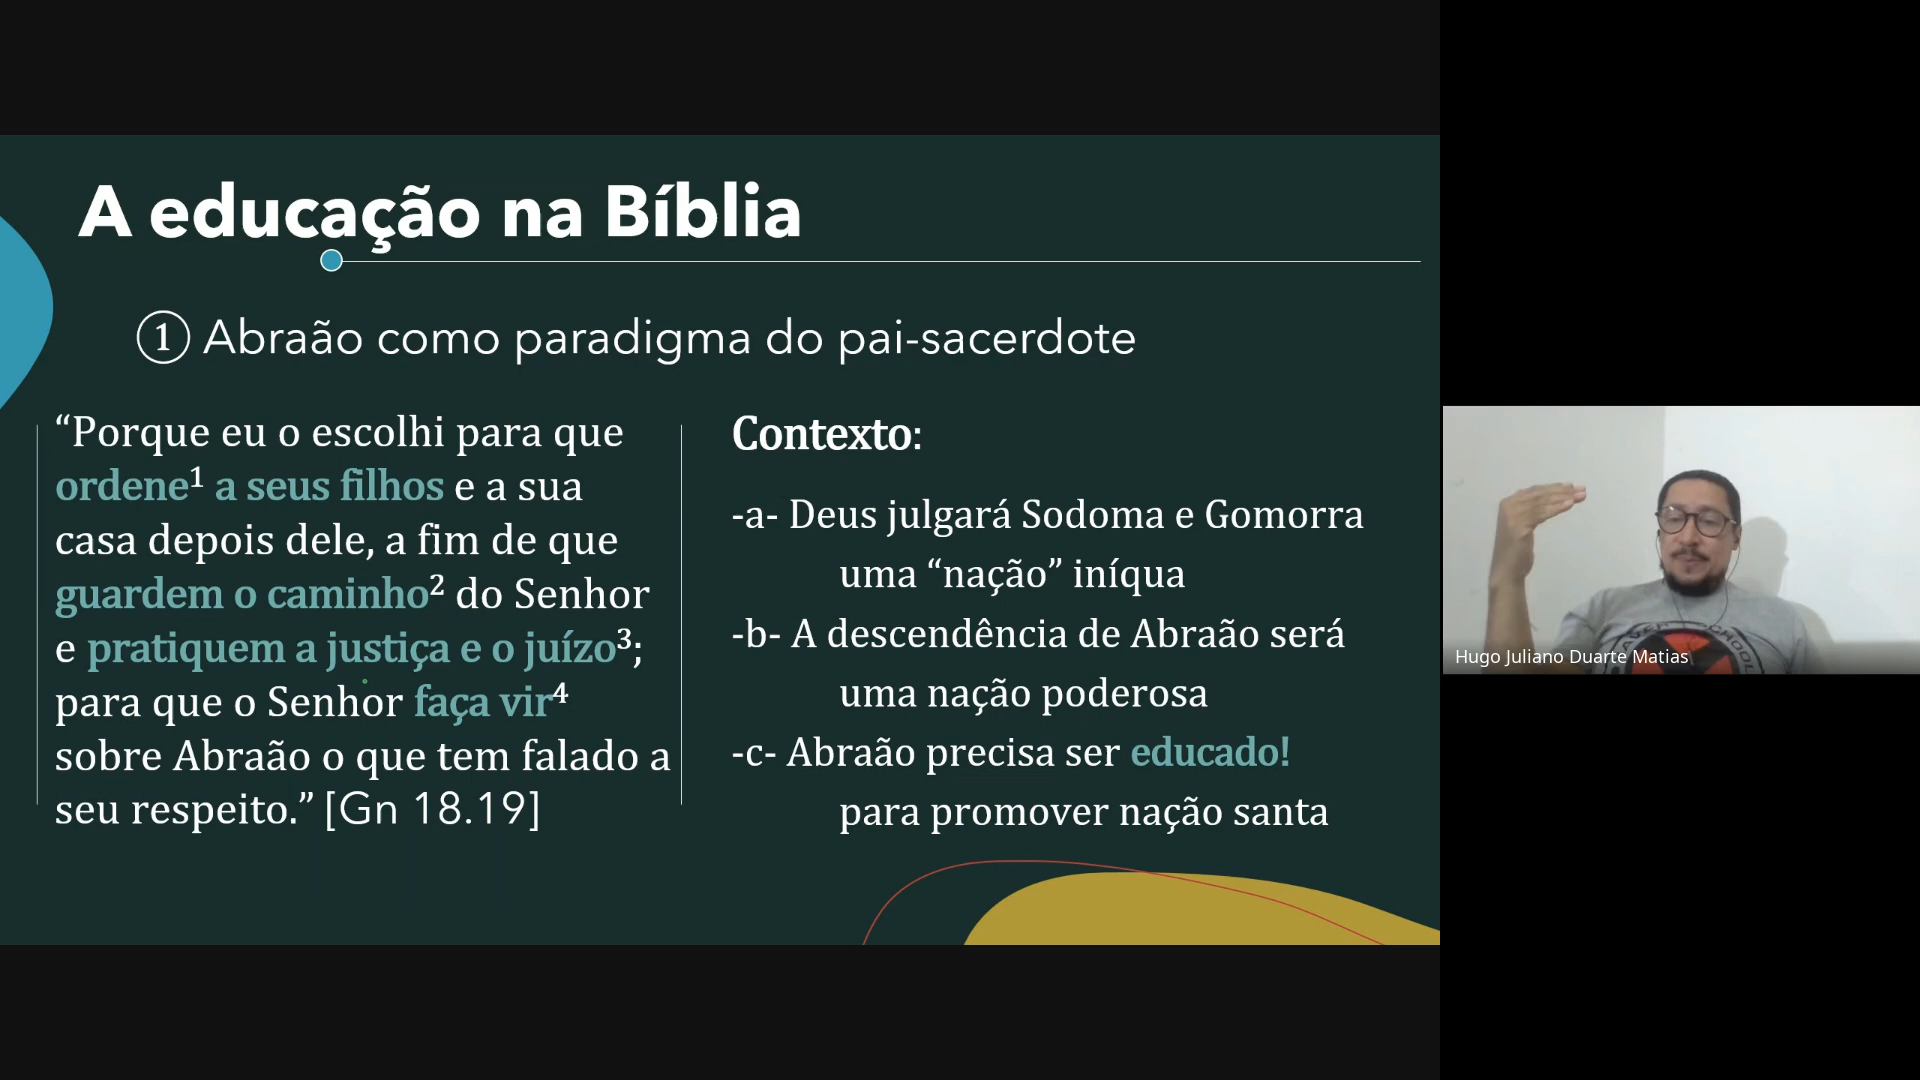 A educação na Bíblia
① Abraão como paradigma do pai-sacerdote
“Porque eu o escolhi para que
ordene¹ a seus filhos e a sua
casa depois dele, a fim de que
guardem o caminho² do Senhor
e pratiquem a justiça e o juízo³;
para que o Senhor faça vir⁴
sobre Abraão o que tem falado a
seu respeito.” [Gn 18.19]
Contexto:
-a- Deus julgará Sodoma e Gomorra
uma “nação” iníqua
-b- A descendência de Abraão será
uma nação poderosa
-c- Abraão precisa ser educado!
para promover nação santa
Hugo Juliano Duarte Matias